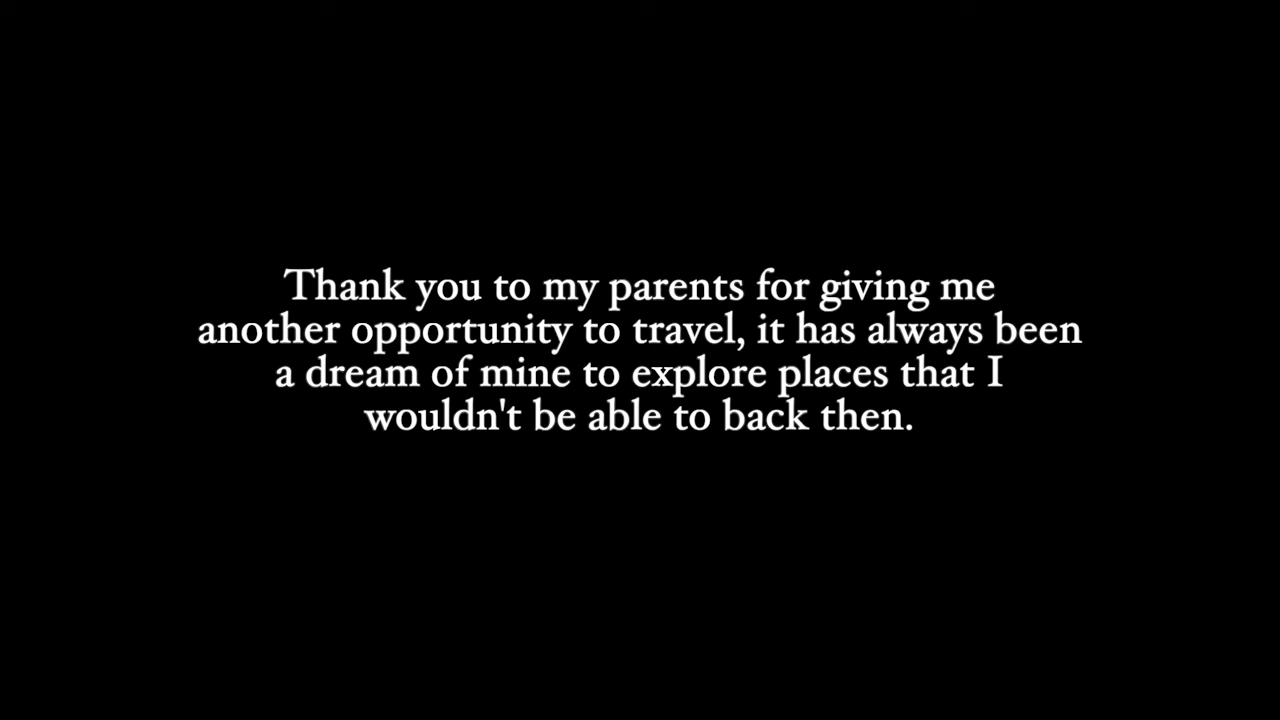 Thank you to my parents for giving me
another opportunity to travel, it has always been
a dream of mine to explore places that I
wouldn't be able to back then.